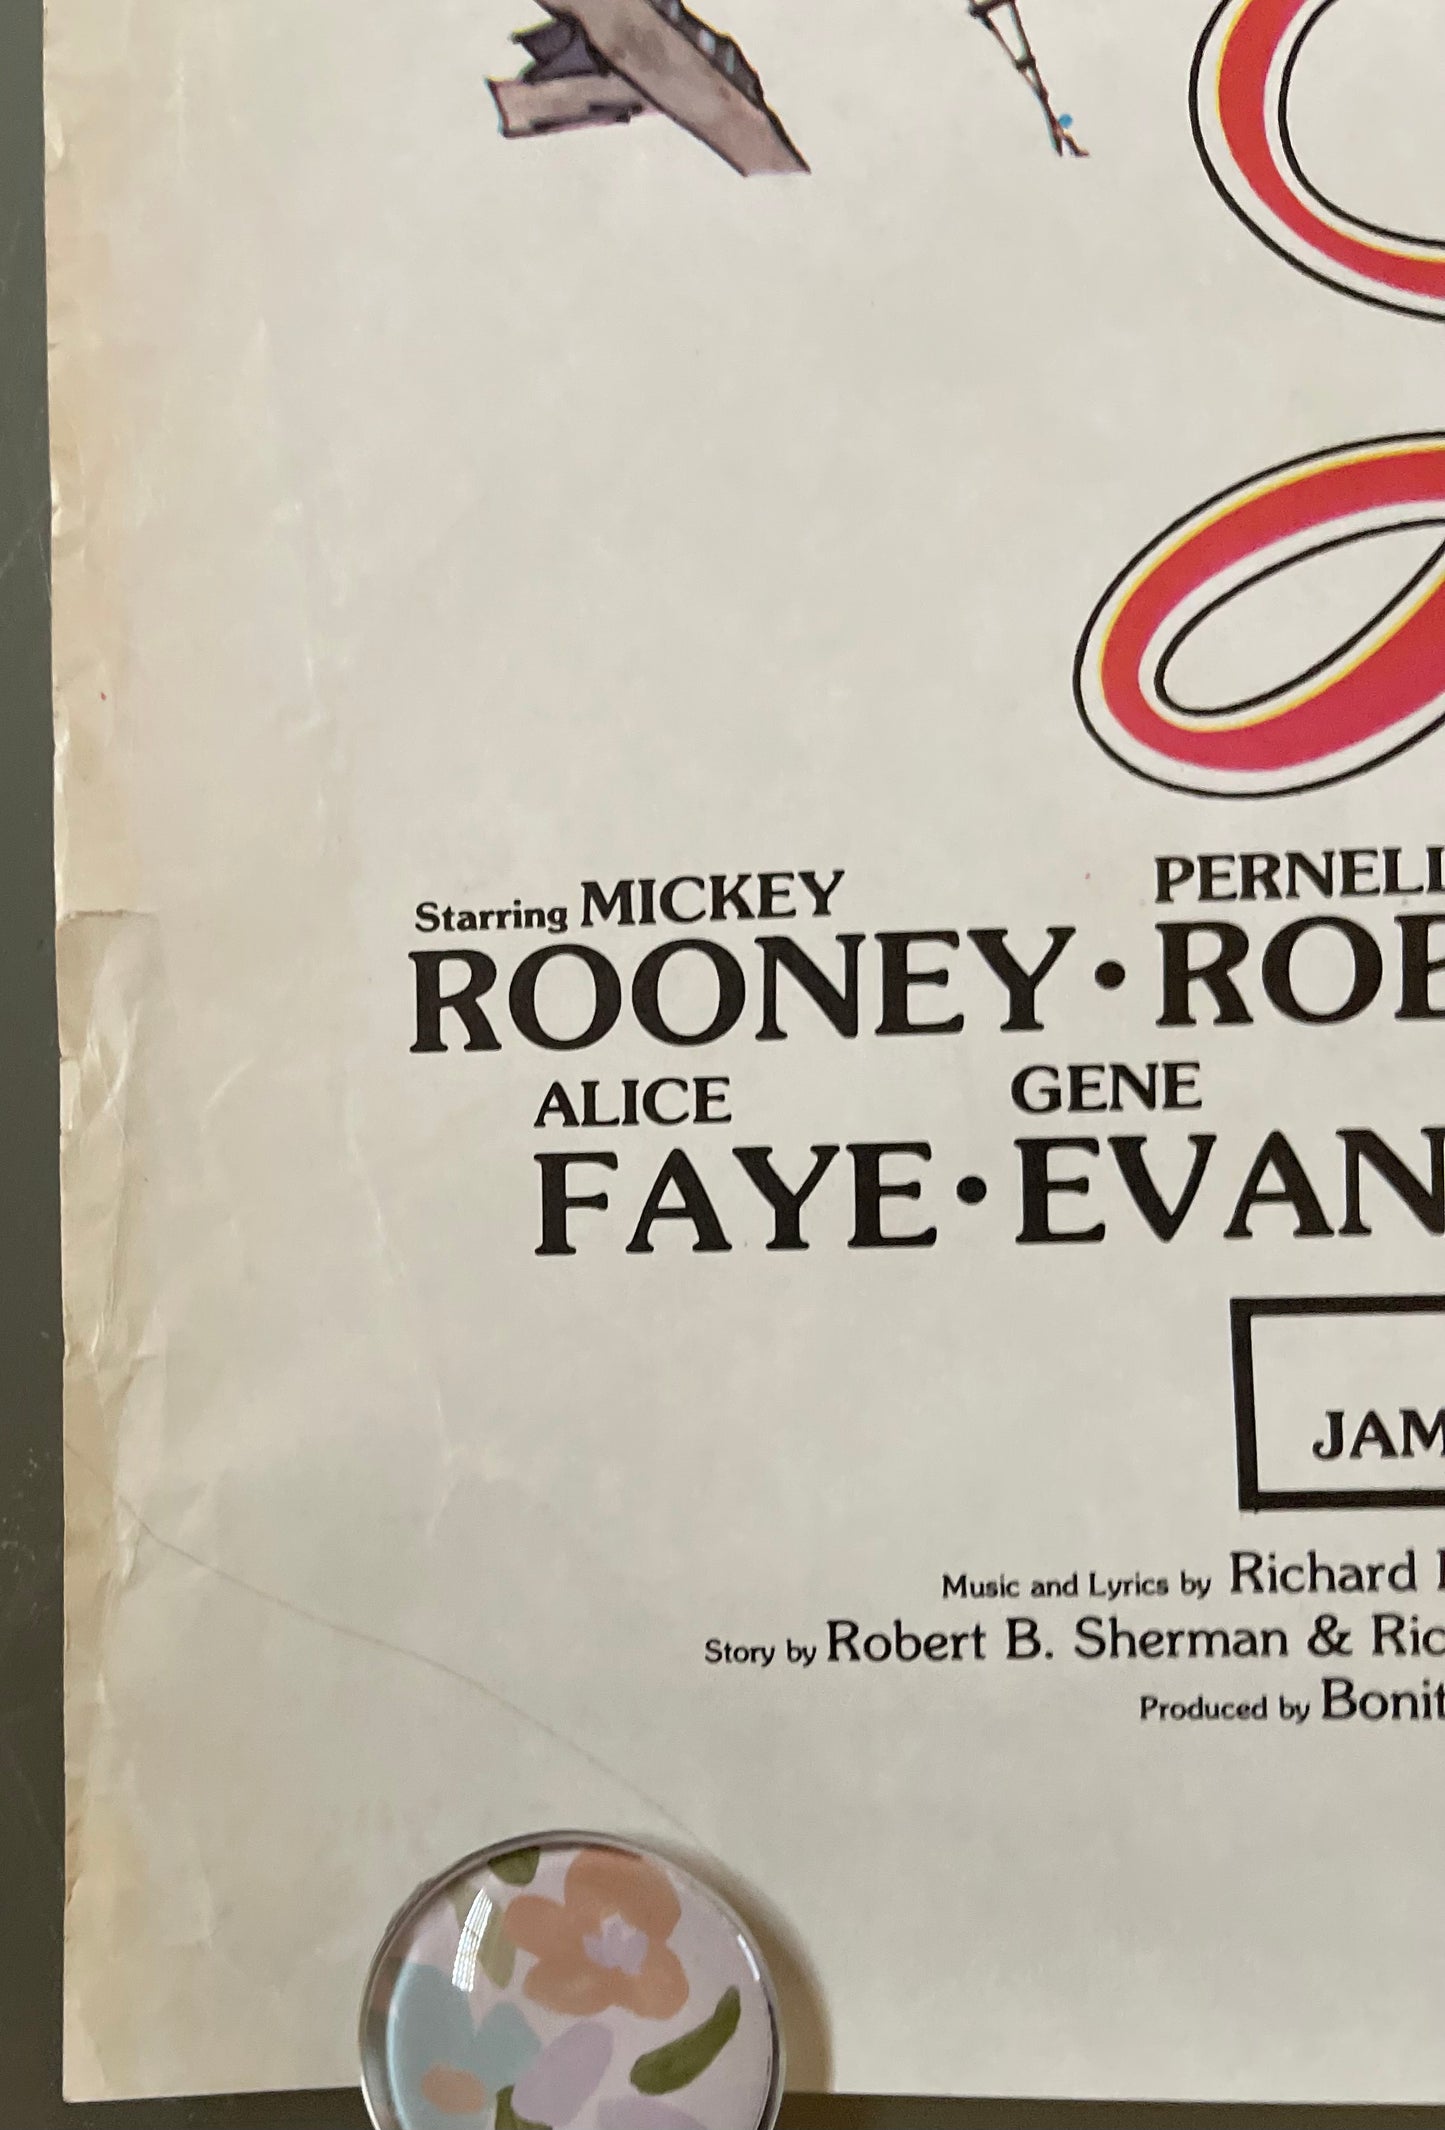 Starring MICKEY PERNELL
ROONEY • ROB
ALICE GENE
FAYE • EVAN
JAM
Music and Lyrics by Richard
Story by Robert B. Sherman & Ric
Produced by Bonit